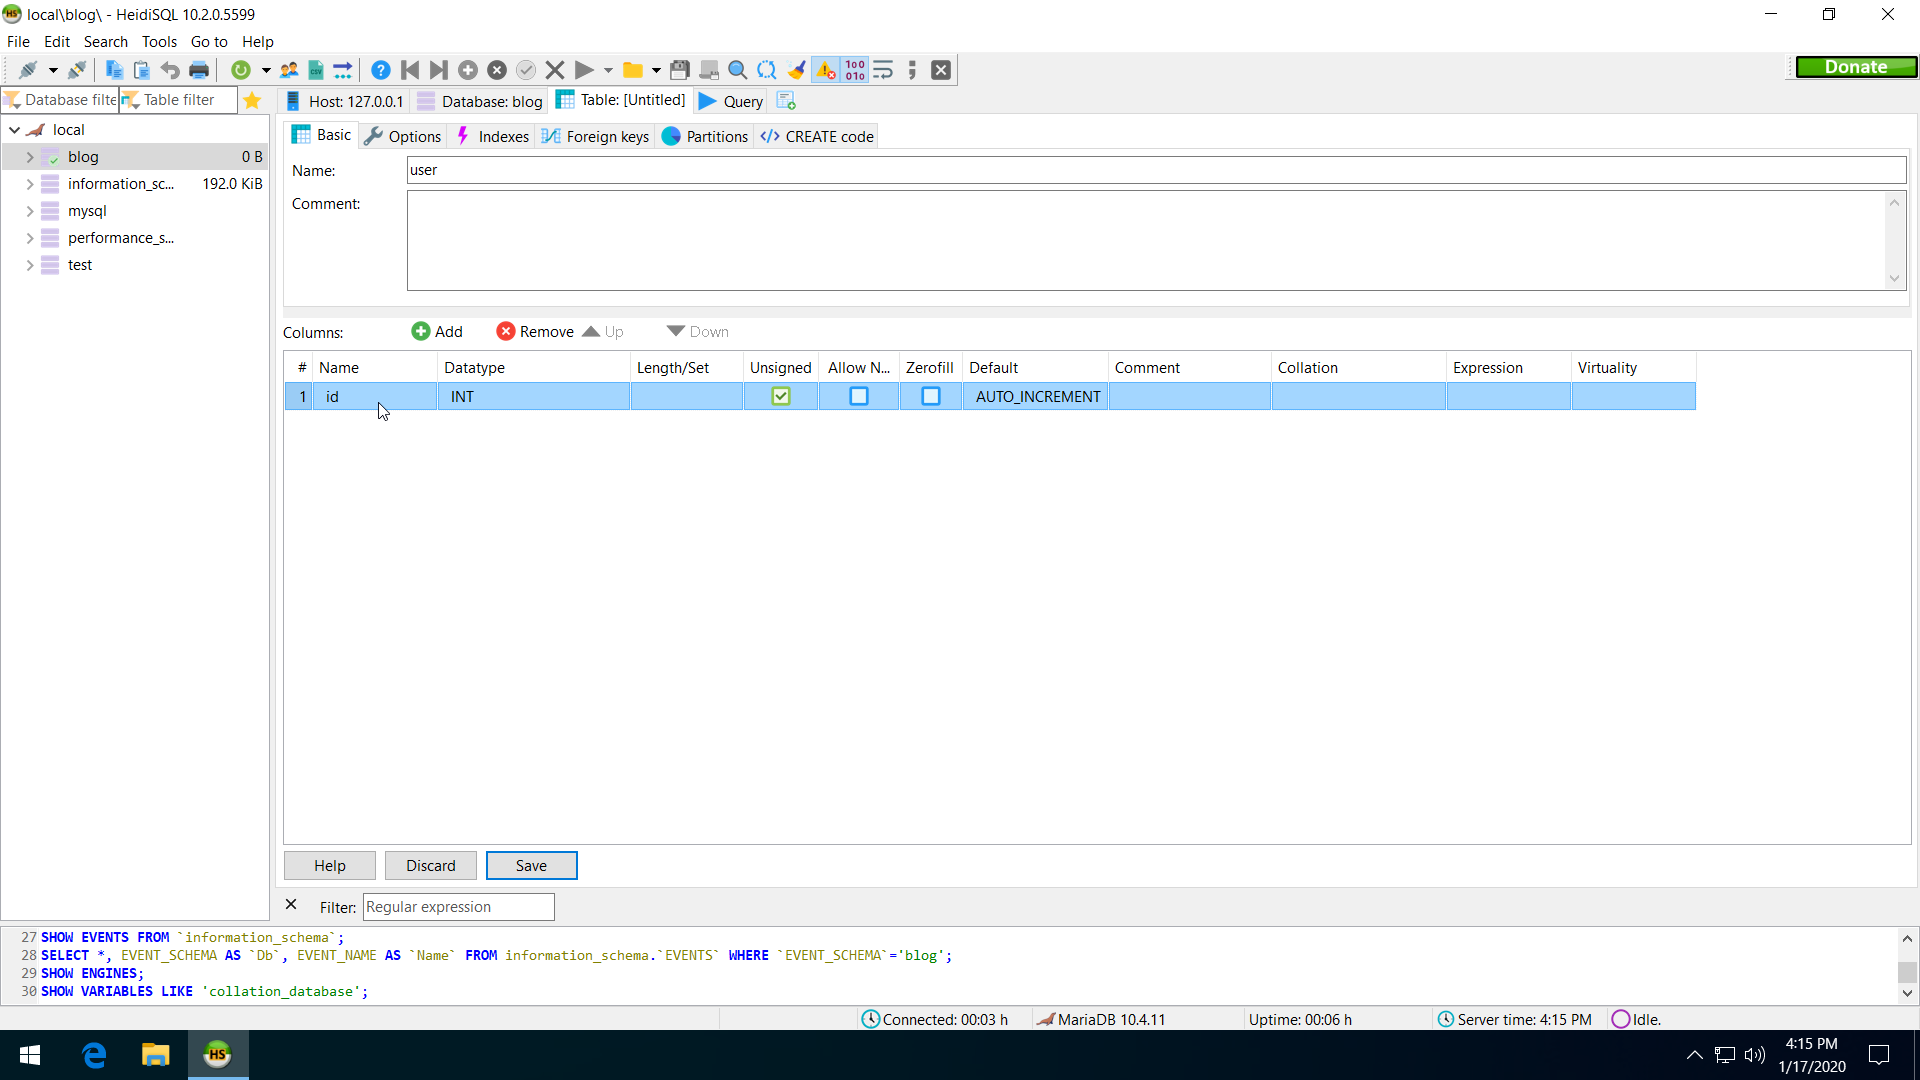 local\blog\ - HeidiSQL 10.2.0.5599
File Edit Search Tools Go to Help
Donate
Database filte Table filter
Host: 127.0.0.1 Database: blog Table: [Untitled] Query
local
blog 0 B
information_sc... 192.0 KiB
mysql
performance_s...
test
Basic Options Indexes Foreign keys Partitions CREATE code
Name: user
Comment:
Columns: Add Remove Up Down
# Name Datatype Length/Set Unsigned Allow N... Zerofill Default Comment Collation Expression Virtuality
1 id INT AUTO_INCREMENT
Help Discard Save
Filter: Regular expression
27 SHOW EVENTS FROM `information_schema`;
28 SELECT *, EVENT_SCHEMA AS `Db`, EVENT_NAME AS `Name` FROM information_schema.`EVENTS` WHERE `EVENT_SCHEMA`='blog';
29 SHOW ENGINES;
30 SHOW VARIABLES LIKE 'collation_database';
Connected: 00:03 h MariaDB 10.4.11 Uptime: 00:06 h Server time: 4:15 PM Idle.
HS
4:15 PM
1/17/2020